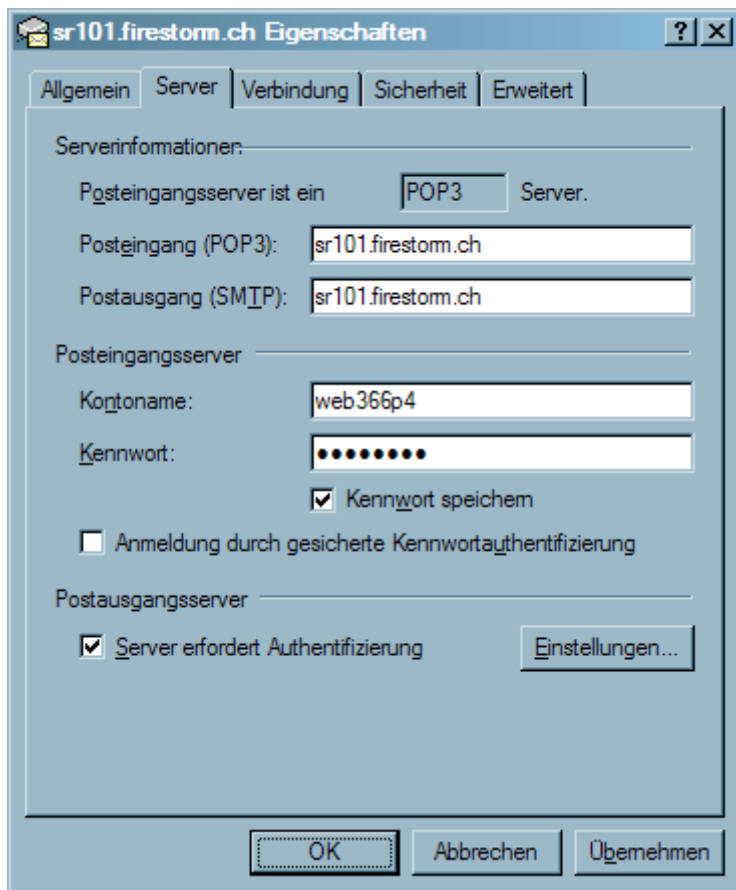 sr101.firestorm.ch Eigenschaften
Allgemein Server Verbindung Sicherheit Erweitert
Serverinformationen
Posteingangsserver ist ein POP3 Server.
Posteingang (POP3): sr101.firestorm.ch
Postausgang (SMTP): sr101.firestorm.ch
Posteingangsserver
Kontoname: web366p4
Kennwort: ●●●●●●●●
Kennwort speichern
Anmeldung durch gesicherte Kennwortauthentifizierung
Postausgangsserver
Server erfordert Authentifizierung Einstellungen...
OK Abbrechen Übernehmen